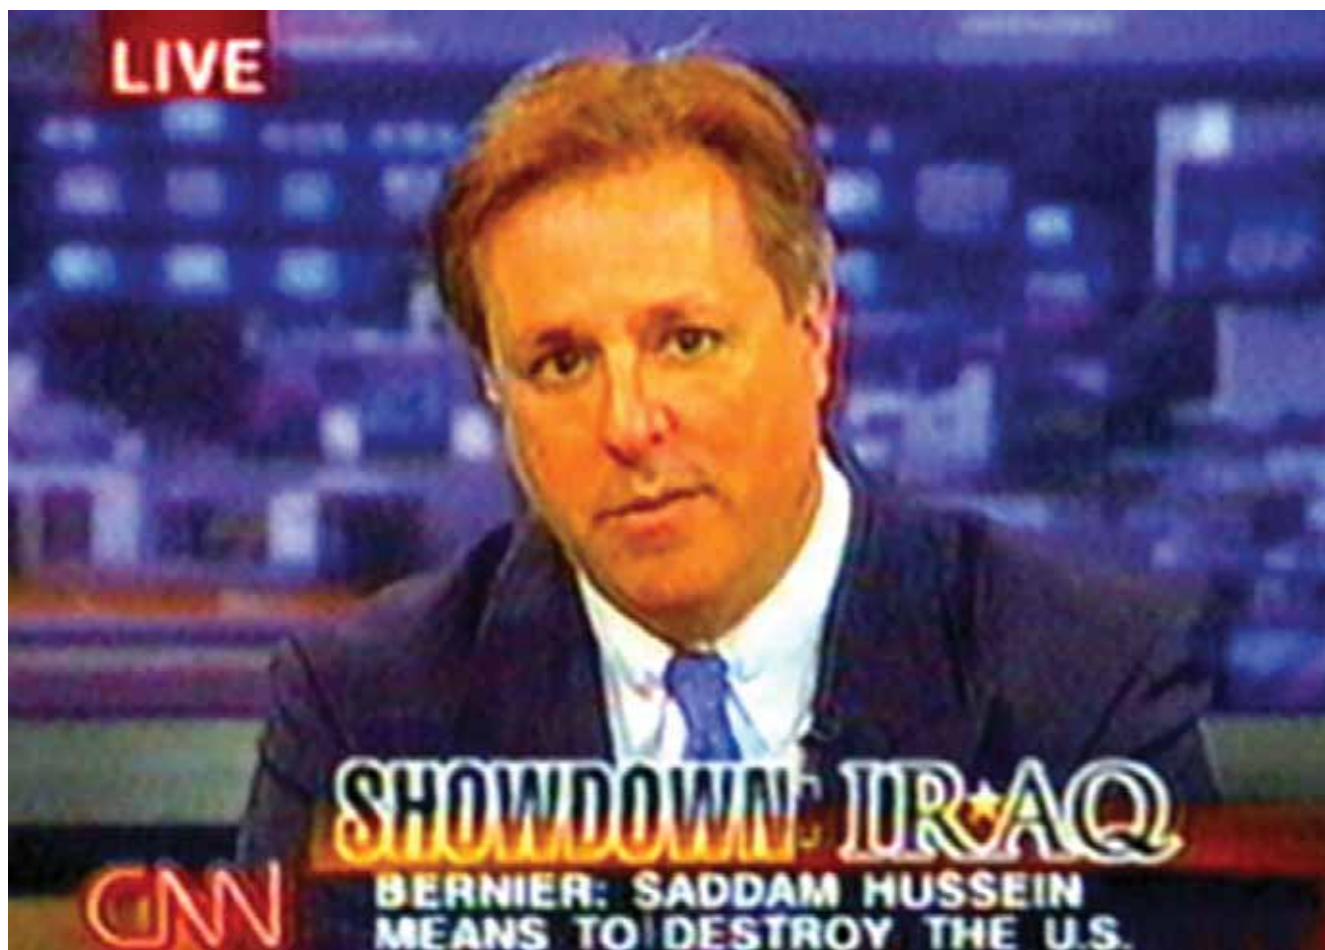 LIVE
SHOWDOWN: IRAQ
CNN
BERNIER: SADDAM HUSSEIN
MEANS TO DESTROY THE U.S.